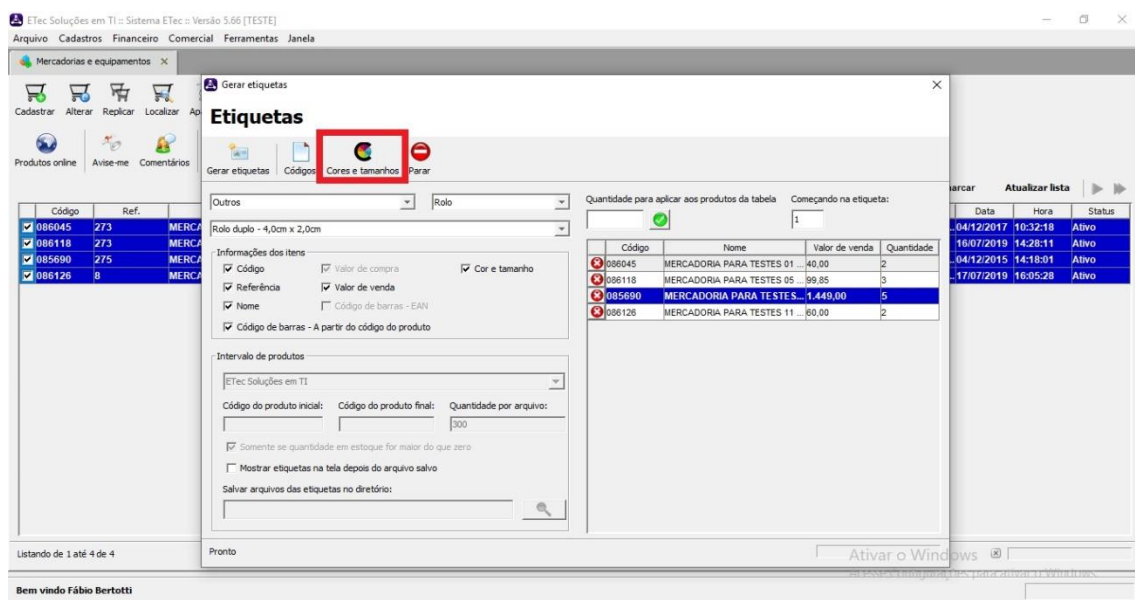 ETec Soluções em TI :: Sistema ETec :: Versão 5.66 [TESTE]
Arquivo Cadastros Financeiro Comercial Ferramentas Janela
Mercadorias e equipamentos
Cadastrar Alterar Replicar Localizar Ap
Produtos online Avise-me Comentários
arcar Atualizar lista
Código Ref. Data Hora Status
086045 273 MERCA 04/12/2017 10:32:18 Ativo
086118 273 MERCA 16/07/2019 14:28:11 Ativo
085690 275 MERCA 04/12/2015 14:18:01 Ativo
086126 8 MERCA 17/07/2019 16:05:28 Ativo
Gerar etiquetas
Etiquetas
Gerar etiquetas Códigos Cores e tamanhos Parar
Outros Rolo
Rolo duplo - 4,0cm x 2,0cm
Informações dos itens
Código Valor de compra Cor e tamanho
Referência Valor de venda
Nome Código de barras - EAN
Código de barras - A partir do código do produto
Intervalo de produtos
ETec Soluções em TI
Código do produto inicial: Código do produto final: Quantidade por arquivo:
300
Somente se quantidade em estoque for maior do que zero
Mostrar etiquetas na tela depois do arquivo salvo
Salvar arquivos das etiquetas no diretório:
Quantidade para aplicar aos produtos da tabela Começando na etiqueta:
1
Código Nome Valor de venda Quantidade
086045 MERCADORIA PARA TESTES 01 ... 40,00 2
086118 MERCADORIA PARA TESTES 05 ... 99,85 3
085690 MERCADORIA PARA TESTES... 1.449,00 5
086126 MERCADORIA PARA TESTES 11 ... 60,00 2
Pronto
Listando de 1 até 4 de 4
Ativar o Windows
Acesse Configurações para ativar o Windows.
Bem vindo Fábio Bertotti